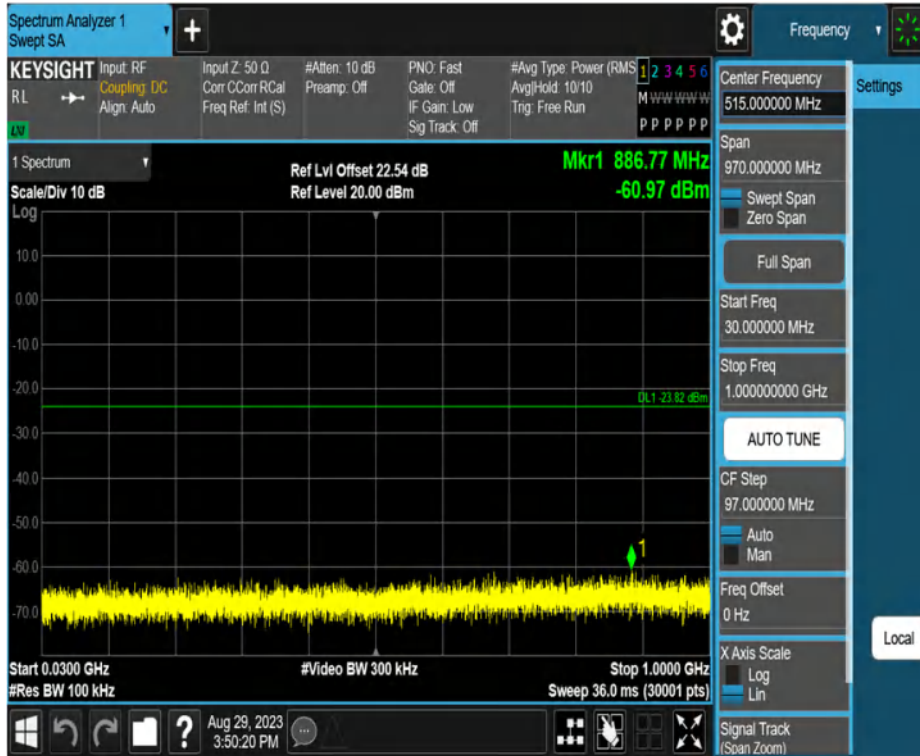 Spectrum Analyzer 1
Swept SA
Frequency
KEYSIGHT
RL
LXI
Input: RF
Coupling: DC
Align: Auto
Input Z: 50 Ω
Corr CCorr RCal
Freq Ref: Int (S)
#Atten: 10 dB
Preamp: Off
PNO: Fast
Gate: Off
IF Gain: Low
Sig Track: Off
#Avg Type: Power (RMS
Avg|Hold: 10/10
Trig: Free Run
1 2 3 4 5 6
M W W W W W
P P P P P P
Settings
1 Spectrum
Scale/Div 10 dB
Log
Ref Lvl Offset 22.54 dB
Ref Level 20.00 dBm
Mkr1 886.77 MHz
-60.97 dBm
10.0
0.00
-10.0
-20.0
DL1 -23.82 dBm
-30.0
-40.0
-50.0
1
-60.0
-70.0
Start 0.0300 GHz
#Res BW 100 kHz
#Video BW 300 kHz
Stop 1.0000 GHz
Sweep 36.0 ms (30001 pts)
Center Frequency
515.000000 MHz
Span
970.000000 MHz
Swept Span
Zero Span
Full Span
Start Freq
30.000000 MHz
Stop Freq
1.000000000 GHz
AUTO TUNE
CF Step
97.000000 MHz
Auto
Man
Freq Offset
0 Hz
X Axis Scale
Log
Lin
Signal Track
(Span Zoom)
Local
?
Aug 29, 2023
3:50:20 PM